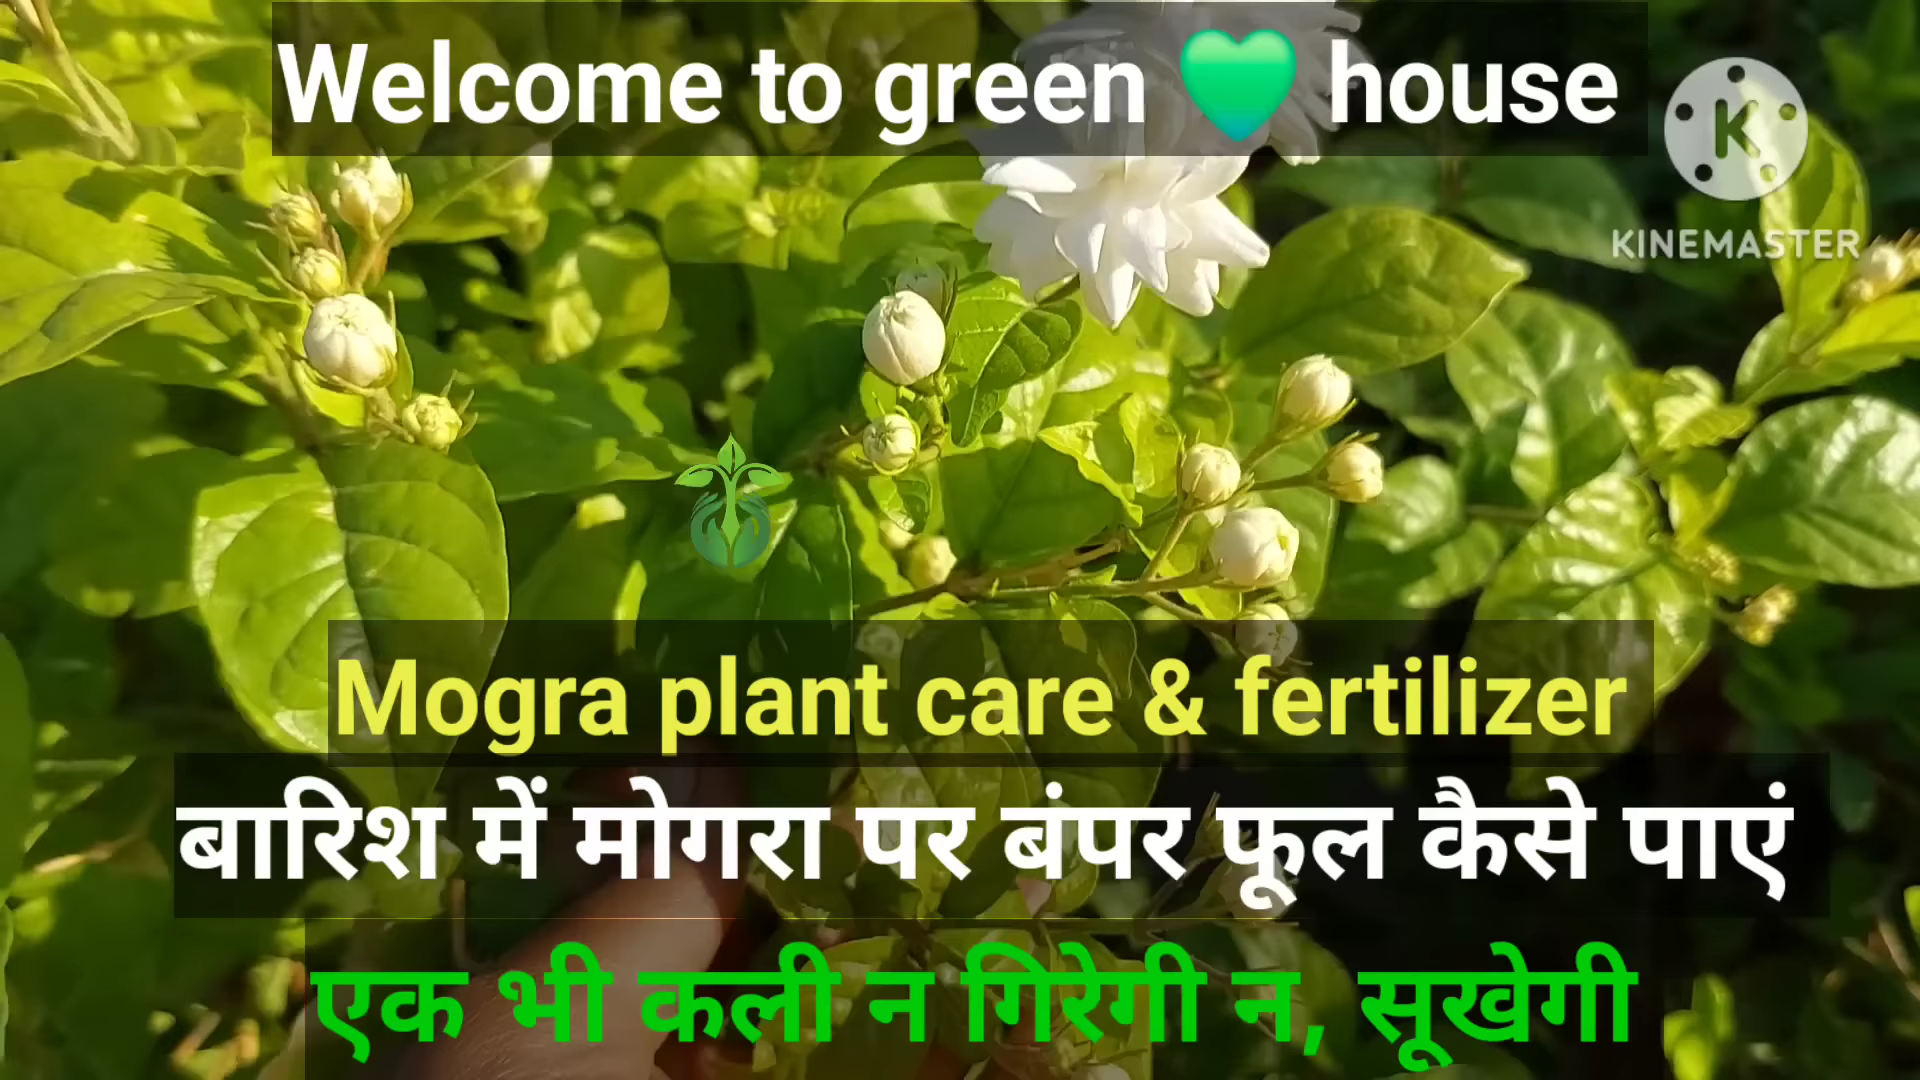 Welcome to green 💚 house
K
KINEMASTER
Mogra plant care & fertilizer
बारिश में मोगरा पर बंपर फूल कैसे पाएं
एक भी कली न गिरेगी न, सूखेगी